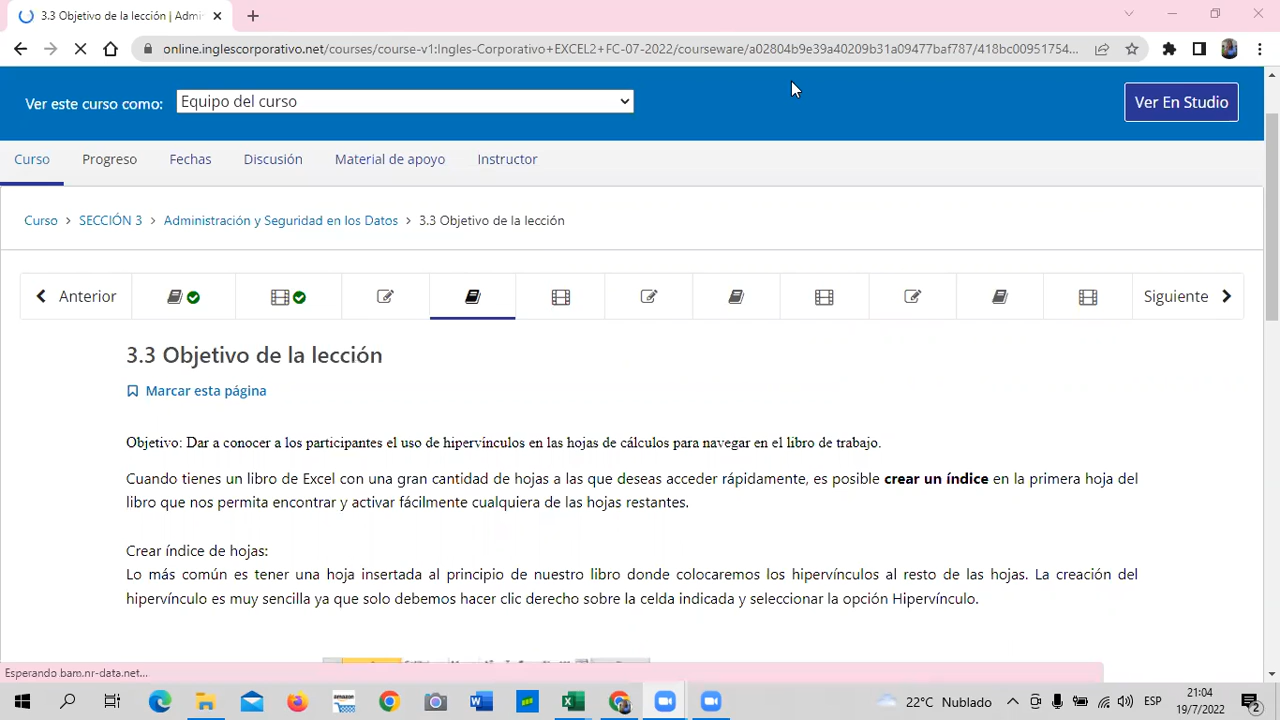 3.3 Objetivo de la lección | Admi
online.inglescorporativo.net/courses/course-v1:Ingles-Corporativo+EXCEL2+FC-07-2022/courseware/a02804b9e39a40209b31a09477baf787/418bc00951754...
Ver este curso como: Equipo del curso Ver En Studio
Curso Progreso Fechas Discusión Material de apoyo Instructor
Curso > SECCIÓN 3 > Administración y Seguridad en los Datos > 3.3 Objetivo de la lección
Anterior Siguiente
3.3 Objetivo de la lección
Marcar esta página
Objetivo: Dar a conocer a los participantes el uso de hipervínculos en las hojas de cálculos para navegar en el libro de trabajo.
Cuando tienes un libro de Excel con una gran cantidad de hojas a las que deseas acceder rápidamente, es posible crear un índice en la primera hoja del
libro que nos permita encontrar y activar fácilmente cualquiera de las hojas restantes.
Crear índice de hojas:
Lo más común es tener una hoja insertada al principio de nuestro libro donde colocaremos los hipervínculos al resto de las hojas. La creación del
hipervínculo es muy sencilla ya que solo debemos hacer clic derecho sobre la celda indicada y seleccionar la opción Hipervínculo.
Esperando bam.nr-data.net...
amazon
22°C Nublado ESP 21:04
19/7/2022 2